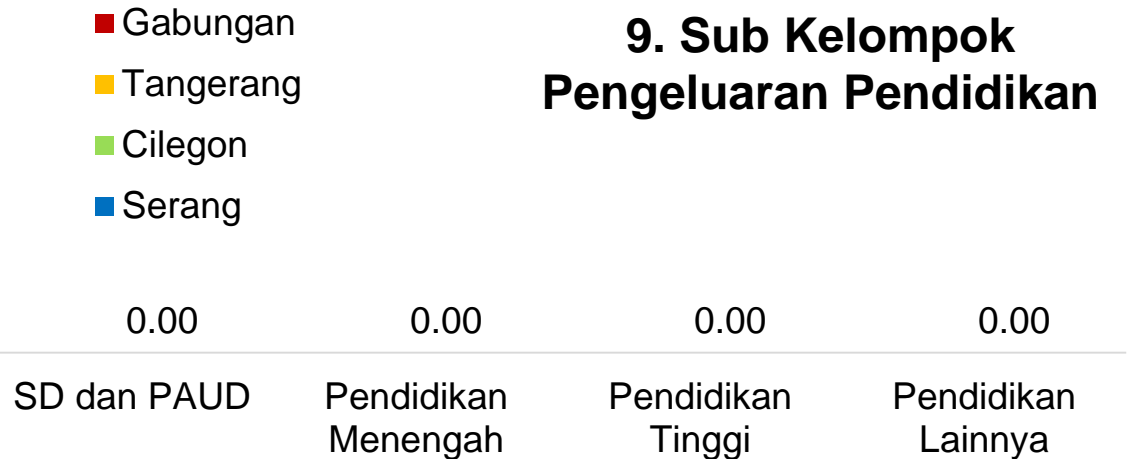 Gabungan
Tangerang
Cilegon
Serang
9. Sub Kelompok
Pengeluaran Pendidikan
0.00
0.00
0.00
0.00
SD dan PAUD
Pendidikan
Menengah
Pendidikan
Tinggi
Pendidikan
Lainnya